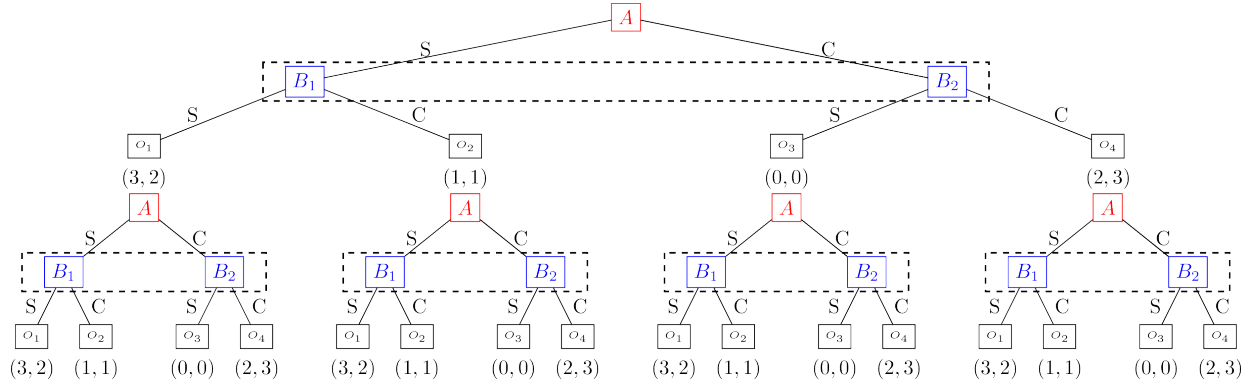 A
S C
B₁ B₂
S C S C
O₁ O₂ O₃ O₄
(3, 2) (1, 1) (0, 0) (2, 3)
A A A A
S C S C S C S C
B₁ B₂ B₁ B₂ B₁ B₂ B₁ B₂
S C S C S C S C S C S C S C S C
O₁ O₂ O₃ O₄ O₁ O₂ O₃ O₄ O₁ O₂ O₃ O₄ O₁ O₂ O₃ O₄
(3, 2) (1, 1) (0, 0) (2, 3) (3, 2) (1, 1) (0, 0) (2, 3) (3, 2) (1, 1) (0, 0) (2, 3) (3, 2) (1, 1) (0, 0) (2, 3)